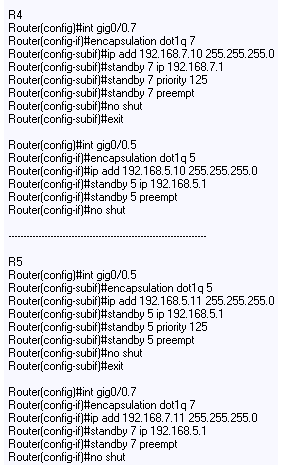 R4
Router(config)#int gig0/0.7
Router(config-if)#encapsulation dot1q 7
Router(config-subif)#ip add 192.168.7.10 255.255.255.0
Router(config-subif)#standby 7 ip 192.168.7.1
Router(config-subif)#standby 7 priority 125
Router(config-subif)#standby 7 preempt
Router(config-subif)#no shut
Router(config-subif)#exit

Router(config)#int gig0/0.5
Router(config-if)#encapsulation dot1q 5
Router(config-if)#ip add 192.168.5.10 255.255.255.0
Router(config-if)#standby 5 ip 192.168.5.1
Router(config-if)#standby 5 preempt
Router(config-if)#no shut

------------------------------------------------------------------

R5
Router(config)#int gig0/0.5
Router(config-subif)#encapsulation dot1q 5
Router(config-subif)#ip add 192.168.5.11 255.255.255.0
Router(config-subif)#standby 5 ip 192.168.5.1
Router(config-subif)#standby 5 priority 125
Router(config-subif)#standby 5 preempt
Router(config-subif)#no shut
Router(config-subif)#exit

Router(config)#int gig0/0.7
Router(config-if)#encapsulation dot1q 7
Router(config-if)#ip add 192.168.7.11 255.255.255.0
Router(config-if)#standby 7 ip 192.168.5.1
Router(config-if)#standby 7 preempt
Router(config-if)#no shut